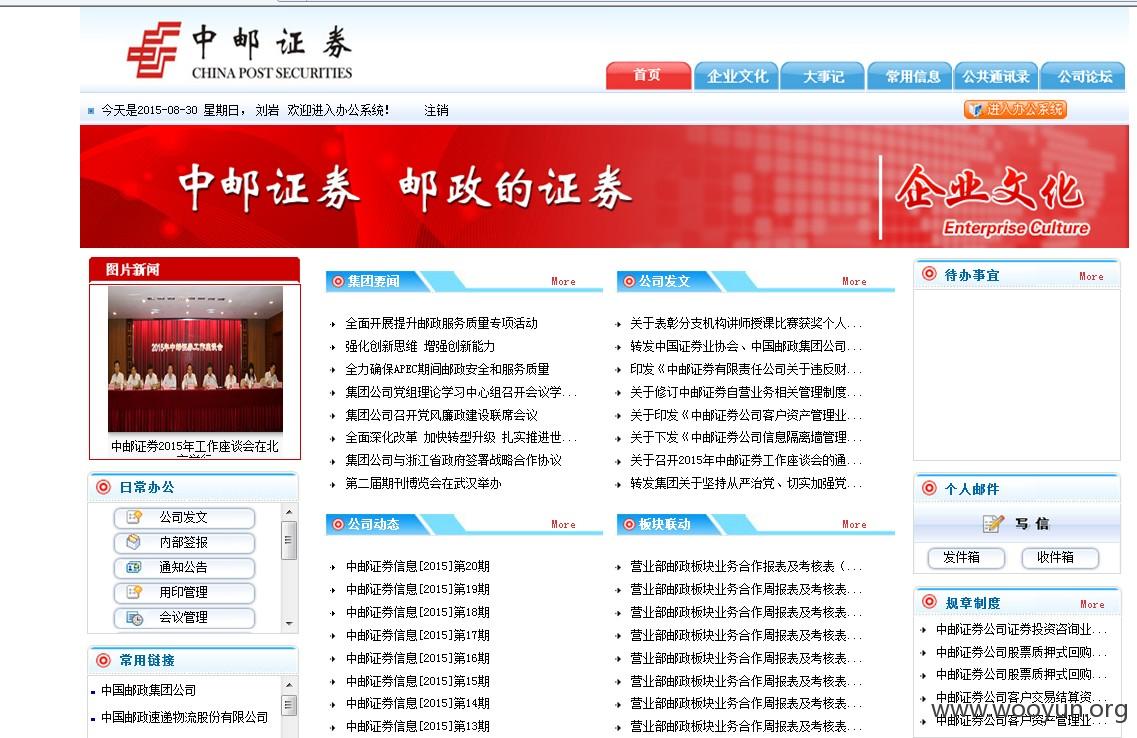 中邮证券
CHINA POST SECURITIES
首页
企业文化
大事记
常用信息
公共通讯录
公司论坛
今天是2015-08-30 星期日， 刘岩 欢迎进入办公系统! 注销
进入办公系统
中邮证券 邮政的证券
企业文化
Enterprise Culture
图片新闻
2015年中邮证券工作座谈会
中邮证券2015年工作座谈会在北
日常办公
公司发文
内部签报
通知公告
用印管理
会议管理
常用链接
中国邮政集团公司
中国邮政速递物流股份有限公司
集团要闻 More
全面开展提升邮政服务质量专项活动
强化创新思维 增强创新能力
全力确保APEC期间邮政安全和服务质量
集团公司党组理论学习中心组召开会议学...
集团公司召开党风廉政建设联席会议
全面深化改革 加快转型升级 扎实推进世...
集团公司与浙江省政府签署战略合作协议
第二届期刊博览会在武汉举办
公司动态 More
中邮证券信息[2015]第20期
中邮证券信息[2015]第19期
中邮证券信息[2015]第18期
中邮证券信息[2015]第17期
中邮证券信息[2015]第16期
中邮证券信息[2015]第15期
中邮证券信息[2015]第14期
中邮证券信息[2015]第13期
公司发文 More
关于表彰分支机构讲师授课比赛获奖个人...
转发中国证券业协会、中国邮政集团公司...
印发《中邮证券有限责任公司关于违反财...
关于修订中邮证券自营业务相关管理制度...
关于印发《中邮证券公司客户资产管理业...
关于下发《中邮证券公司信息隔离墙管理...
关于召开2015年中邮证券工作座谈会的通...
转发集团关于坚持从严治党、切实加强党...
板块联动 More
营业部邮政板块业务合作报表及考核表（...
营业部邮政板块业务合作周报表及考核表...
营业部邮政板块业务合作周报表及考核表...
营业部邮政板块业务合作周报表及考核表...
营业部邮政板块业务合作周报表及考核表...
营业部邮政板块业务合作周报表及考核表...
营业部邮政板块业务合作周报表及考核表...
营业部邮政板块业务合作周报表及考核表...
待办事宜 More
个人邮件
写信
发件箱
收件箱
规章制度 More
中邮证券公司证券投资咨询业...
中邮证券公司股票质押式回购...
中邮证券公司股票质押式回购...
中邮证券公司客户交易结算资...
中邮证券公司客户资产管理业...
www.wooyun.org